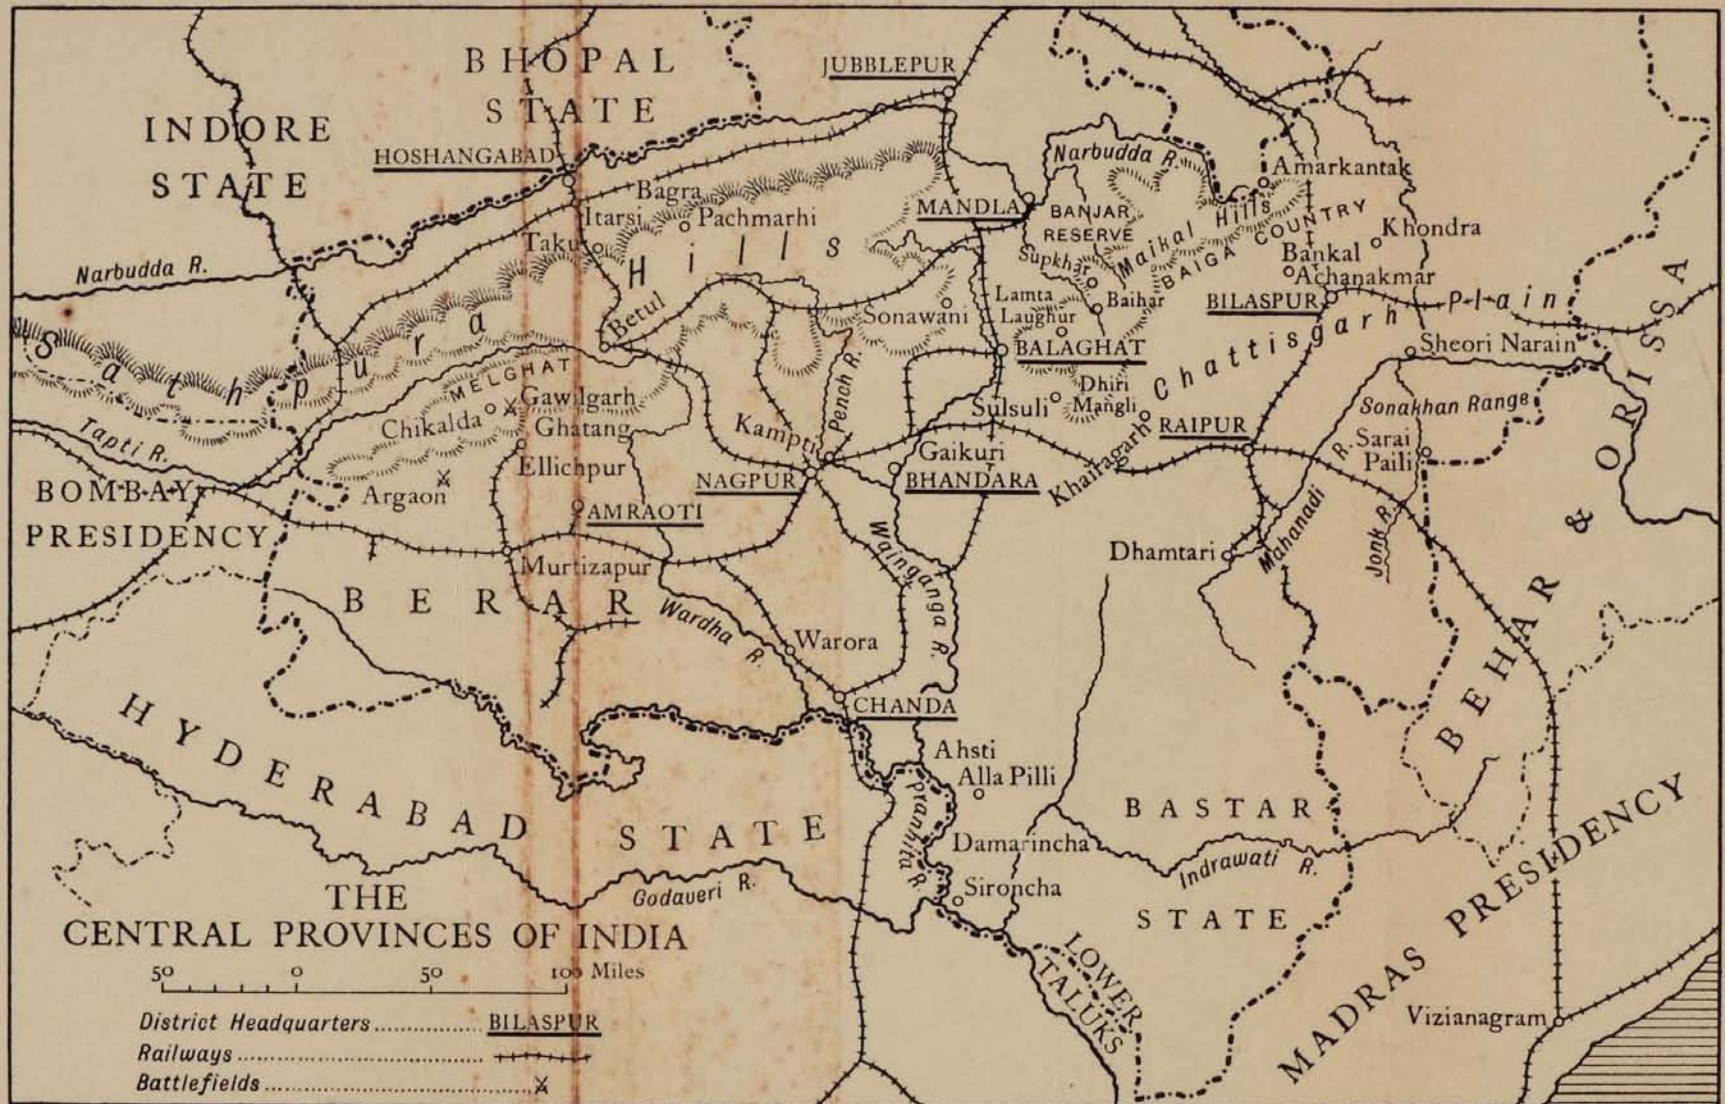 BHOPAL
STATE
JUBBLEPUR
INDORE
STATE
HOSHANGABAD
Narbudda R.
Amarkantak
Bagra
Itarsi
Pachmarhi
MANDLA
BANJAR
RESERVE
Maikal Hills
BAIGA COUNTRY
Khondra
Taku
Supkhar
Bankal
Achanakmar
Narbudda R.
Sathpura Hills
Betul
Sonawani
Lamta
Laughur
Baihar
BILASPUR
Chattisgarh Plain
BALAGHAT
Sheori Narain
MELGHAT
Gawilgarh
Chikalda
Ghatang
Pench R.
Dhiri
Mangli
Sulsuli
Sonakhan Range
Tapti R.
Kampti
Khairagarh
RAIPUR
Sarai
Paili
Ellichpur
Gaikuri
NAGPUR
BHANDARA
Argaon
BOMBAY
PRESIDENCY
AMRAOTI
Wainganga R.
Dhamtari
Mahanadi R.
Jonk R.
BEHAR & ORISSA
Murtizapur
BERAR
Wardha R.
Warora
CHANDA
HYDERABAD STATE
Ahsti
Alla Pilli
Pranhita R.
BASTAR
STATE
Damarincha
Indrawati R.
Godaveri R.
Sironcha
LOWER
TALUKS
MADRAS PRESIDENCY
Vizianagram
THE
CENTRAL PROVINCES OF INDIA
50 0 50 100 Miles
District Headquarters................ BILASPUR
Railways
Battlefields